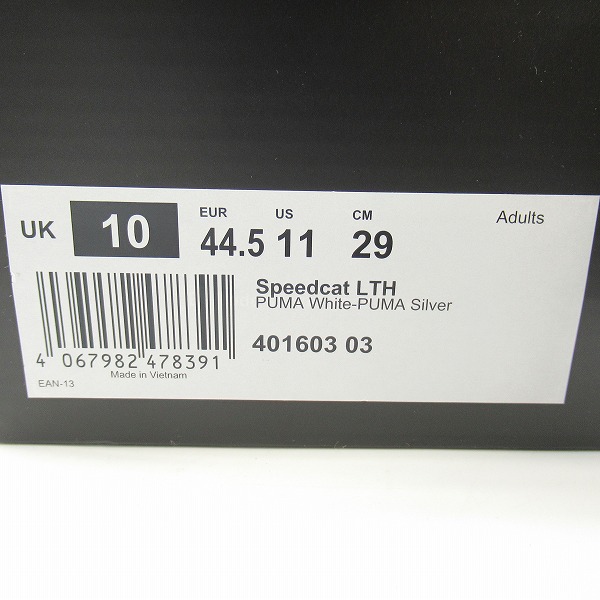 EUR US CM Adults
UK 10 44.5 11 29
Speedcat LTH
PUMA White-PUMA Silver
401603 03
4 067982 478391
Made in Vietnam
EAN-13